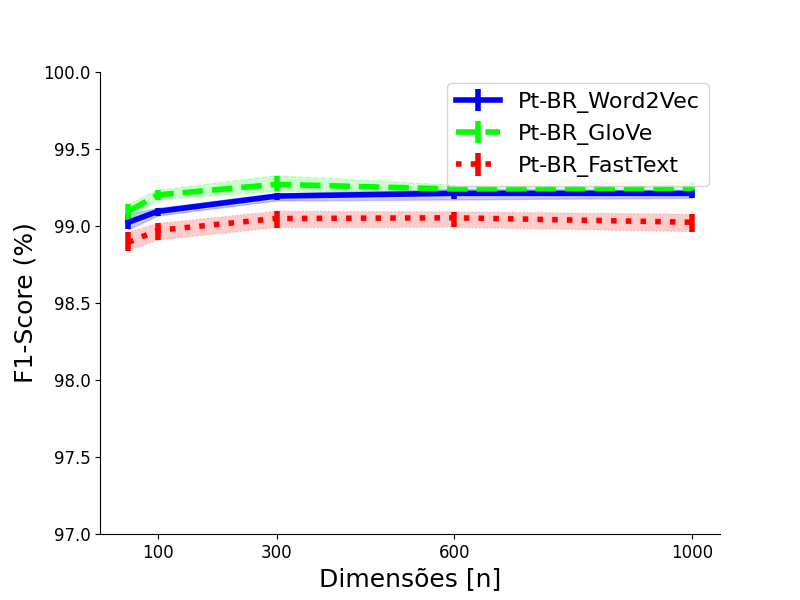 100.0
99.5
99.0
98.5
98.0
97.5
97.0
F1-Score (%)
Pt-BR_Word2Vec
Pt-BR_GloVe
Pt-BR_FastText
100 300 600 1000
Dimensões [n]